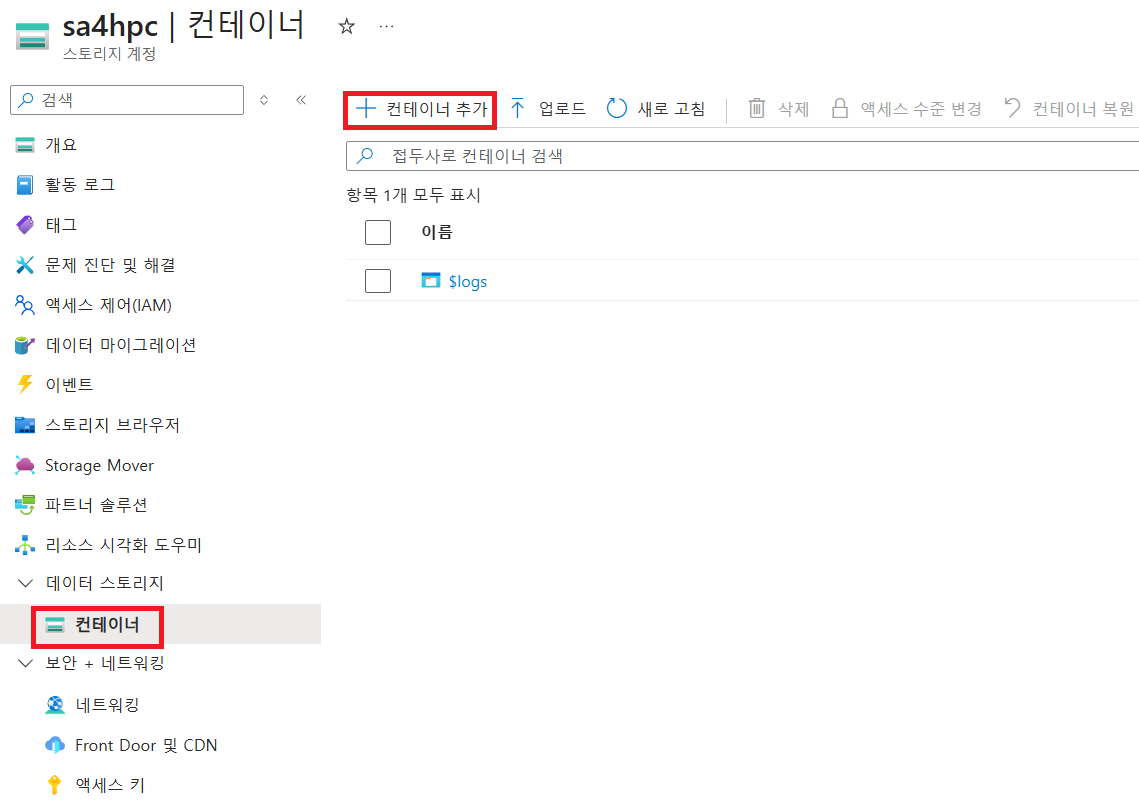 sa4hpc | 컨테이너
스토리지 계정
검색
개요
활동 로그
태그
문제 진단 및 해결
액세스 제어(IAM)
데이터 마이그레이션
이벤트
스토리지 브라우저
Storage Mover
파트너 솔루션
리소스 시각화 도우미
데이터 스토리지
컨테이너
보안 + 네트워킹
네트워킹
Front Door 및 CDN
액세스 키
컨테이너 추가 업로드 새로 고침 삭제 액세스 수준 변경 컨테이너 복원
접두사로 컨테이너 검색
항목 1개 모두 표시
이름
$logs